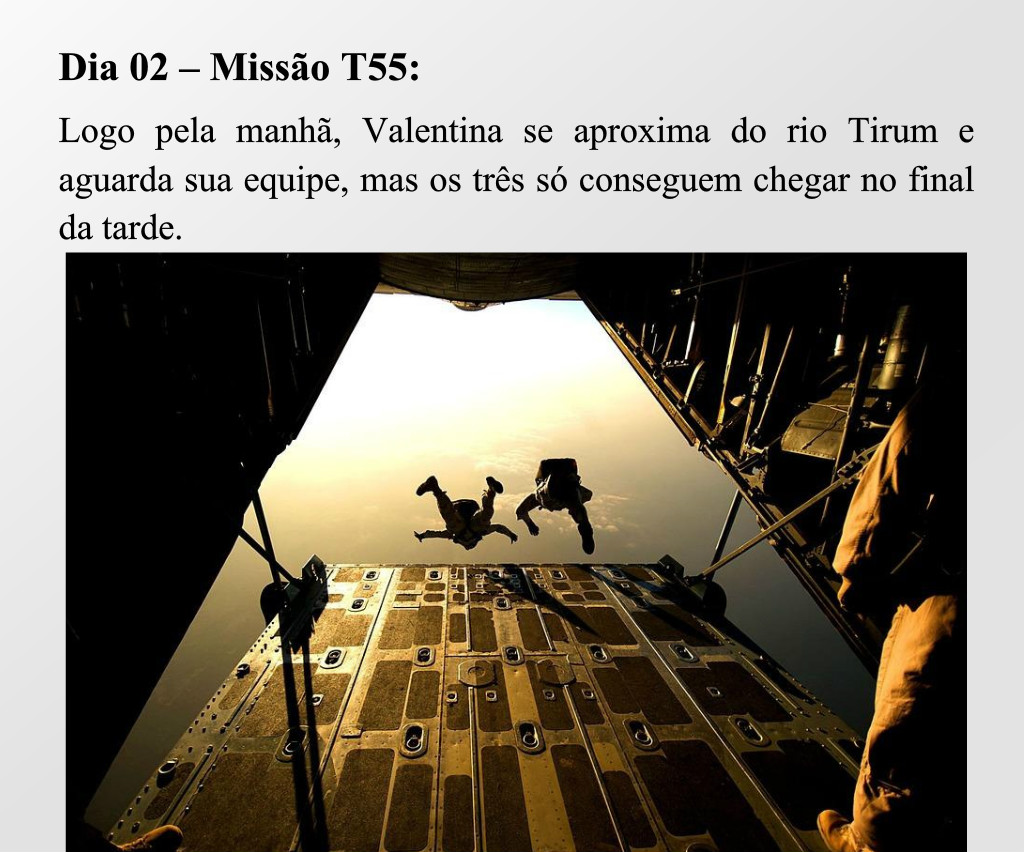 Dia 02 – Missão T55:
Logo pela manhã, Valentina se aproxima do rio Tirum e
aguarda sua equipe, mas os três só conseguem chegar no final
da tarde.